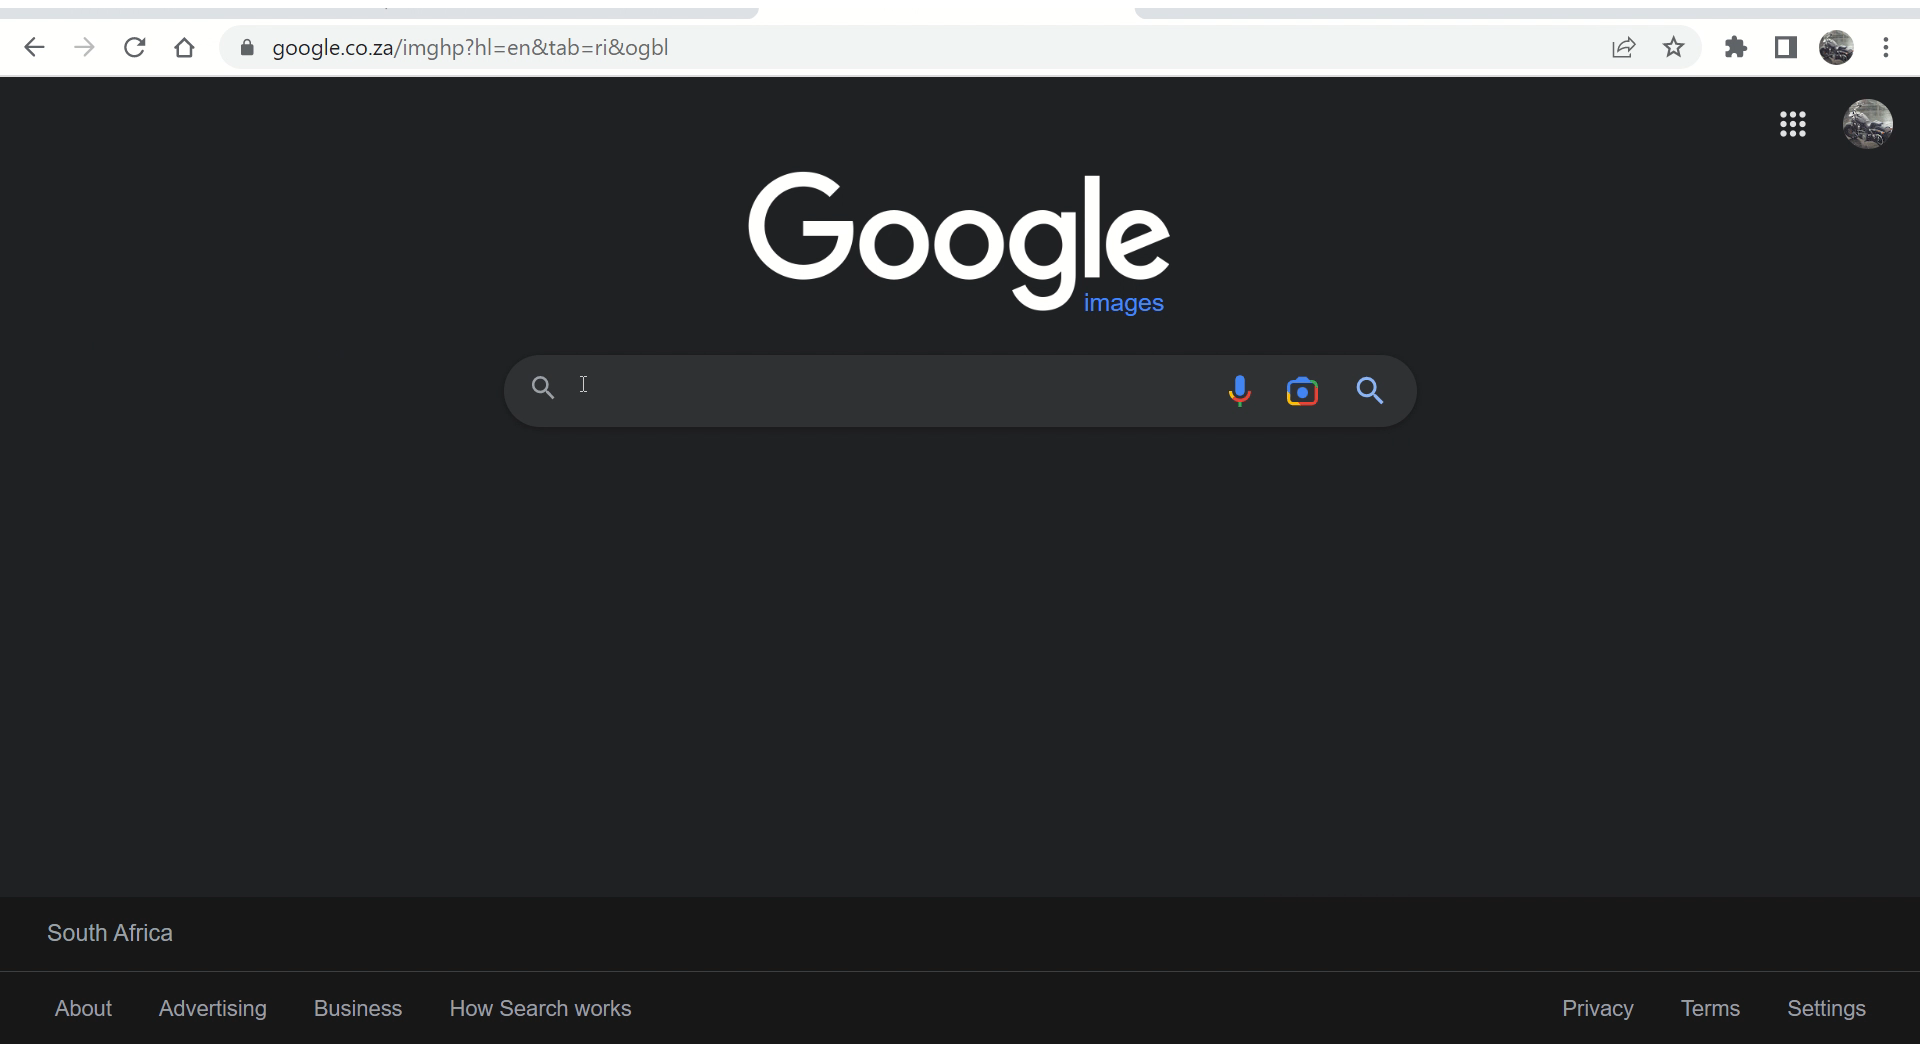 google.co.za/imghp?hl=en&tab=ri&ogbl
Google
images
South Africa
About Advertising Business How Search works Privacy Terms Settings